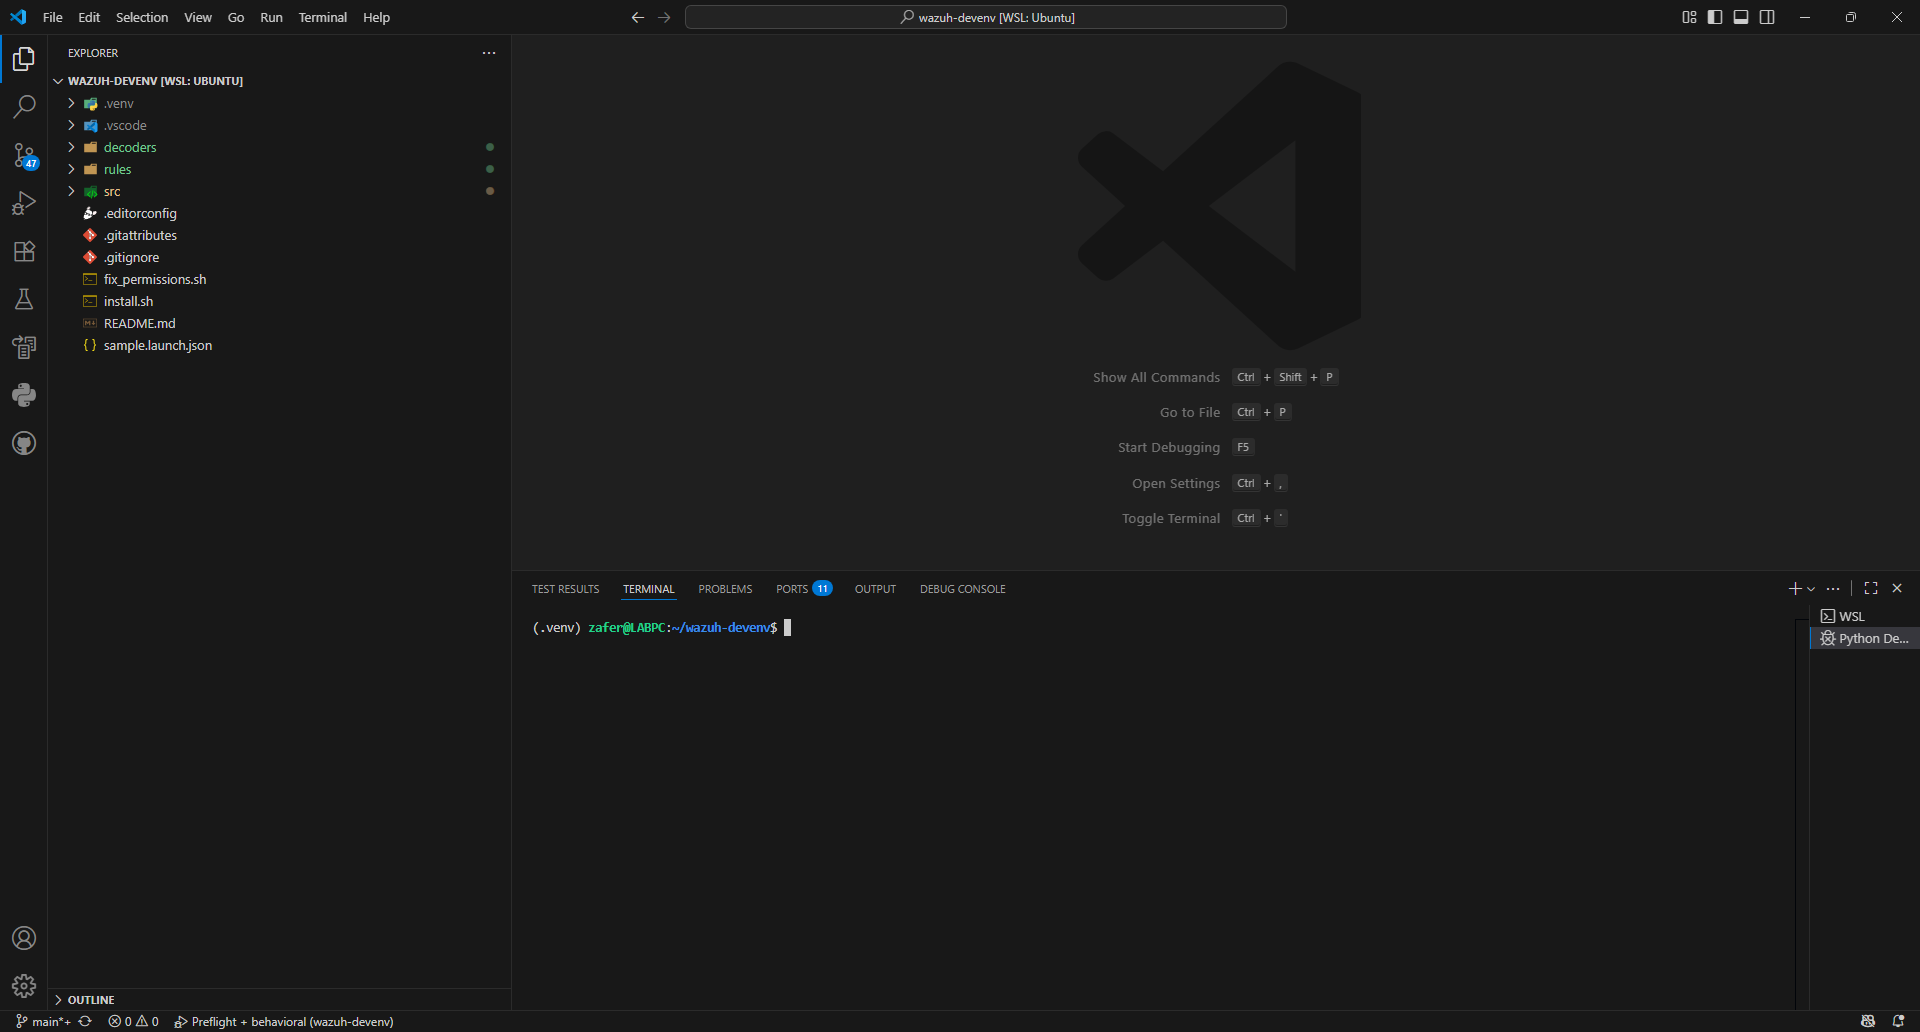 File Edit Selection View Go Run Terminal Help
wazuh-devenv [WSL: Ubuntu]
EXPLORER
WAZUH-DEVENV [WSL: UBUNTU]
.venv
.vscode
decoders
rules
src
.editorconfig
.gitattributes
.gitignore
fix_permissions.sh
install.sh
README.md
sample.launch.json
47
Show All Commands Ctrl + Shift + P
Go to File Ctrl + P
Start Debugging F5
Open Settings Ctrl + ,
Toggle Terminal Ctrl + `
TEST RESULTS TERMINAL PROBLEMS PORTS 11 OUTPUT DEBUG CONSOLE
(.venv) zafer@LABPC:~/wazuh-devenv$
WSL
Python De...
OUTLINE
main*+ 0 0 Preflight + behavioral (wazuh-devenv)